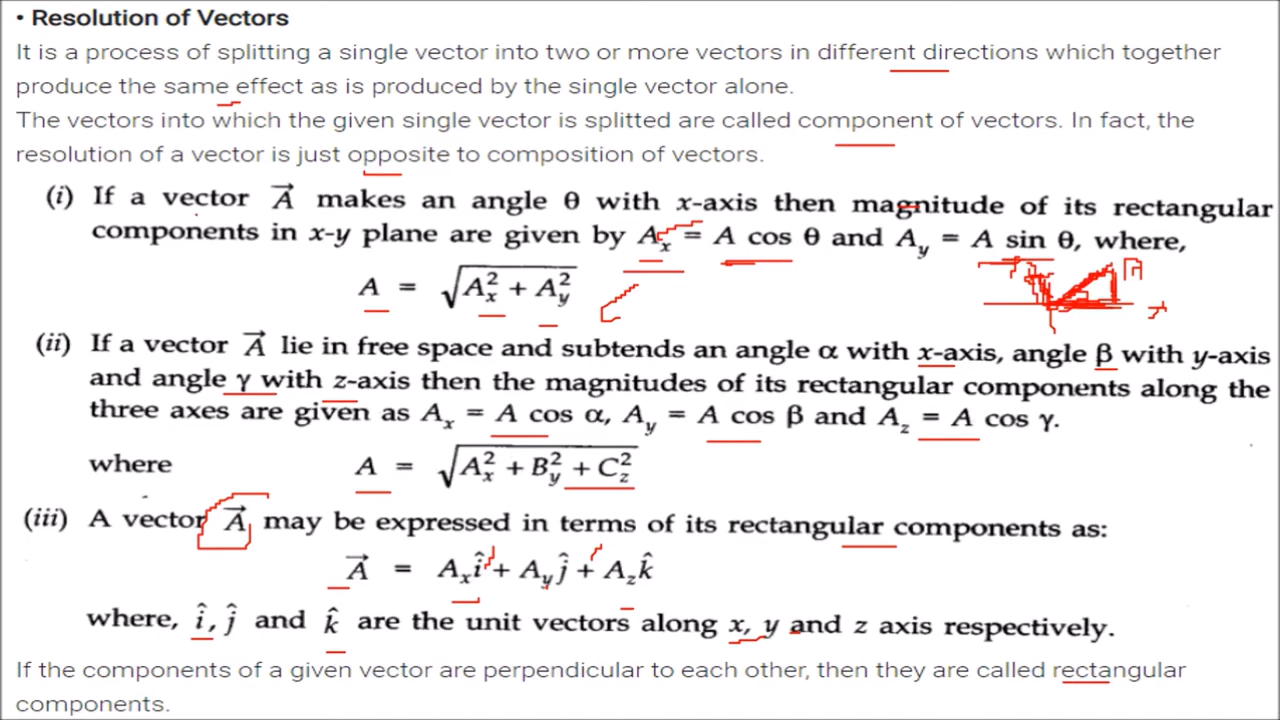 • Resolution of Vectors
It is a process of splitting a single vector into two or more vectors in different directions which together
produce the same effect as is produced by the single vector alone.
The vectors into which the given single vector is splitted are called component of vectors. In fact, the
resolution of a vector is just opposite to composition of vectors.
(i) If a vector A⃗ makes an angle θ with x-axis then magnitude of its rectangular
components in x-y plane are given by Aₓ = A cos θ and A_y = A sin θ, where,
A = √(Aₓ² + A_y²)
A
x
(ii) If a vector A⃗ lie in free space and subtends an angle α with x-axis, angle β with y-axis
and angle γ with z-axis then the magnitudes of its rectangular components along the
three axes are given as Aₓ = A cos α, A_y = A cos β and A_z = A cos γ.
where A = √(Aₓ² + B_y² + C_z²)
(iii) A vector A⃗, may be expressed in terms of its rectangular components as:
A⃗ = Aₓî + A_yĵ + A_zk̂
where, î, ĵ and k̂ are the unit vectors along x, y and z axis respectively.
If the components of a given vector are perpendicular to each other, then they are called rectangular
components.